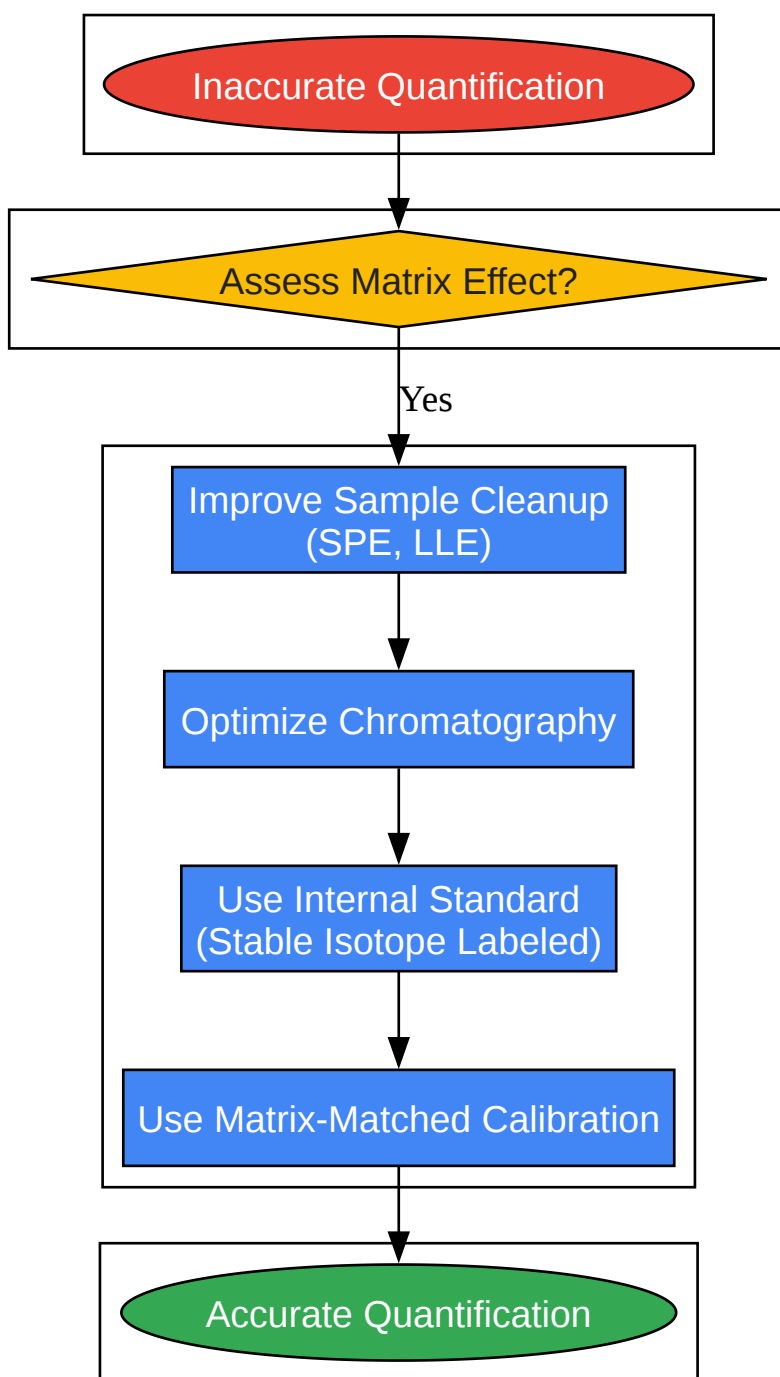 Inaccurate Quantification
Assess Matrix Effect?
Yes
Improve Sample Cleanup
(SPE, LLE)
Optimize Chromatography
Use Internal Standard
(Stable Isotope Labeled)
Use Matrix-Matched Calibration
Accurate Quantification